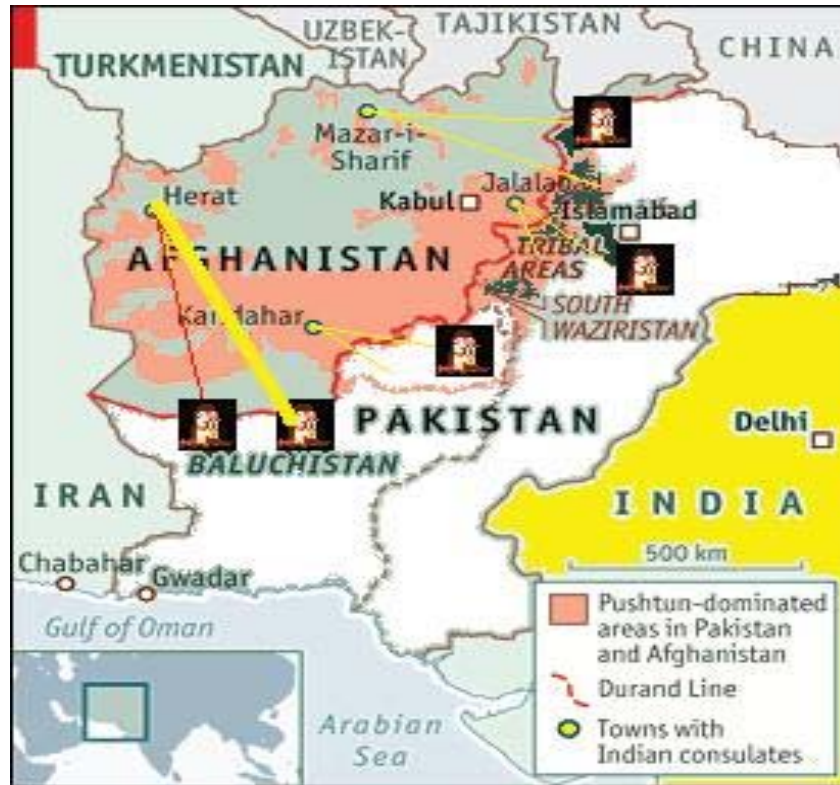 UZBEK-
ISTAN
TAJIKISTAN
CHINA
TURKMENISTAN
Mazar-i-
Sharif
Herat
Kabul
Islamabad
AFGHANISTAN
TRIBAL
AREAS
SOUTH
WAZIRISTAN
PAKISTAN
Delhi
BALUCHISTAN
IRAN
INDIA
500 km
Chabahar
Gwadar
Gulf of Oman
Arabian
Sea
Pushtun-dominated
areas in Pakistan
and Afghanistan
Durand Line
Towns with
Indian consulates